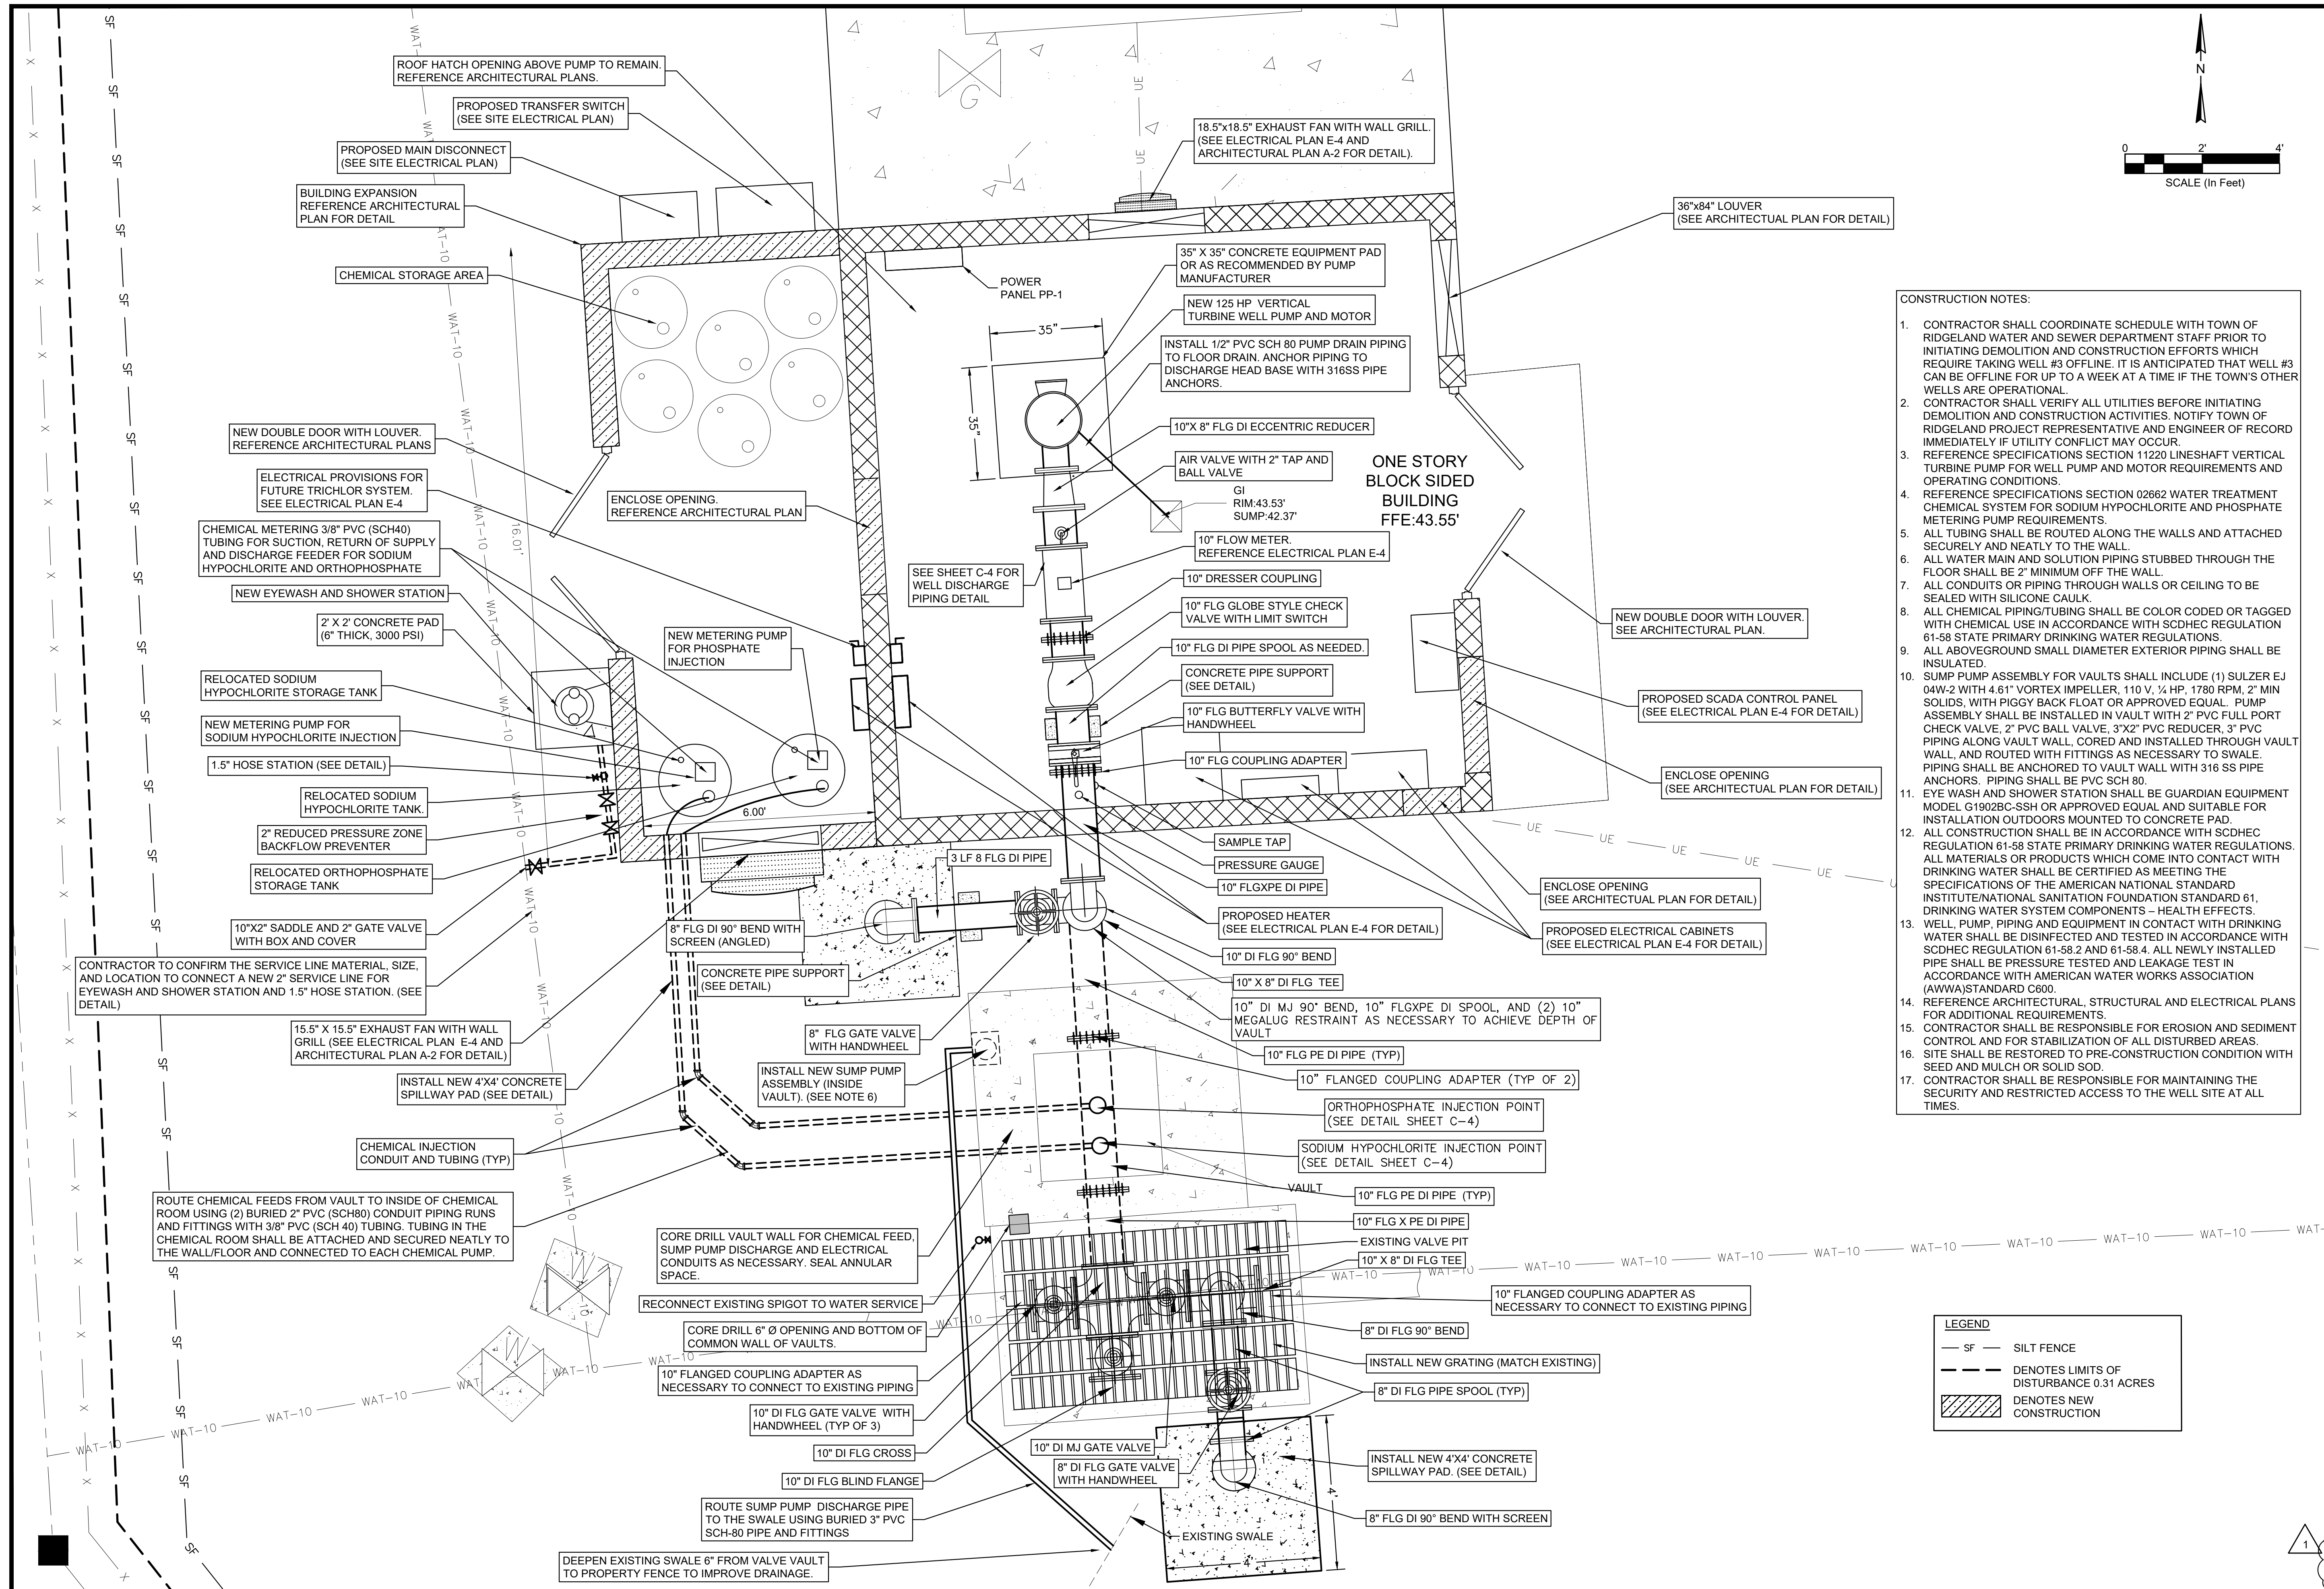 ROOF HATCH OPENING ABOVE PUMP TO REMAIN.
REFERENCE ARCHITECTURAL PLANS.
PROPOSED TRANSFER SWITCH
(SEE SITE ELECTRICAL PLAN)
PROPOSED MAIN DISCONNECT
(SEE SITE ELECTRICAL PLAN)
BUILDING EXPANSION
REFERENCE ARCHITECTURAL
PLAN FOR DETAIL
CHEMICAL STORAGE AREA
NEW DOUBLE DOOR WITH LOUVER.
REFERENCE ARCHITECTURAL PLANS
ELECTRICAL PROVISIONS FOR
FUTURE TRICHLOR SYSTEM.
SEE ELECTRICAL PLAN E-4
CHEMICAL METERING 3/8" PVC (SCH40)
TUBING FOR SUCTION, RETURN OF SUPPLY
AND DISCHARGE FEEDER FOR SODIUM
HYPOCHLORITE AND ORTHOPHOSPHATE
NEW EYEWASH AND SHOWER STATION
2' X 2' CONCRETE PAD
(6" THICK, 3000 PSI)
RELOCATED SODIUM
HYPOCHLORITE STORAGE TANK
NEW METERING PUMP FOR
SODIUM HYPOCHLORITE INJECTION
1.5" HOSE STATION (SEE DETAIL)
RELOCATED SODIUM
HYPOCHLORITE TANK.
2" REDUCED PRESSURE ZONE
BACKFLOW PREVENTER
RELOCATED ORTHOPHOSPHATE
STORAGE TANK
10"X2" SADDLE AND 2" GATE VALVE
WITH BOX AND COVER
CONTRACTOR TO CONFIRM THE SERVICE LINE MATERIAL, SIZE,
AND LOCATION TO CONNECT A NEW 2" SERVICE LINE FOR
EYEWASH AND SHOWER STATION AND 1.5" HOSE STATION. (SEE
DETAIL)
15.5" X 15.5" EXHAUST FAN WITH WALL
GRILL (SEE ELECTRICAL PLAN E-4 AND
ARCHITECTURAL PLAN A-2 FOR DETAIL)
INSTALL NEW 4'X4' CONCRETE
SPILLWAY PAD (SEE DETAIL)
CHEMICAL INJECTION
CONDUIT AND TUBING (TYP)
ROUTE CHEMICAL FEEDS FROM VAULT TO INSIDE OF CHEMICAL
ROOM USING (2) BURIED 2" PVC (SCH80) CONDUIT PIPING RUNS
AND FITTINGS WITH 3/8" PVC (SCH 40) TUBING. TUBING IN THE
CHEMICAL ROOM SHALL BE ATTACHED AND SECURED NEATLY TO
THE WALL/FLOOR AND CONNECTED TO EACH CHEMICAL PUMP.
ENCLOSE OPENING.
REFERENCE ARCHITECTURAL PLAN
NEW METERING PUMP
FOR PHOSPHATE
INJECTION
16.01'
6.00'
G
POWER
PANEL PP-1
35"
35"
SEE SHEET C-4 FOR
WELL DISCHARGE
PIPING DETAIL
18.5"x18.5" EXHAUST FAN WITH WALL GRILL.
(SEE ELECTRICAL PLAN E-4 AND
ARCHITECTURAL PLAN A-2 FOR DETAIL).
35" X 35" CONCRETE EQUIPMENT PAD
OR AS RECOMMENDED BY PUMP
MANUFACTURER
NEW 125 HP VERTICAL
TURBINE WELL PUMP AND MOTOR
INSTALL 1/2" PVC SCH 80 PUMP DRAIN PIPING
TO FLOOR DRAIN. ANCHOR PIPING TO
DISCHARGE HEAD BASE WITH 316SS PIPE
ANCHORS.
10"X 8" FLG DI ECCENTRIC REDUCER
AIR VALVE WITH 2" TAP AND
BALL VALVE
GI
RIM:43.53'
SUMP:42.37'
ONE STORY
BLOCK SIDED
BUILDING
FFE:43.55'
10" FLOW METER.
REFERENCE ELECTRICAL PLAN E-4
10" DRESSER COUPLING
10" FLG GLOBE STYLE CHECK
VALVE WITH LIMIT SWITCH
10" FLG DI PIPE SPOOL AS NEEDED.
CONCRETE PIPE SUPPORT
(SEE DETAIL)
10" FLG BUTTERFLY VALVE WITH
HANDWHEEL
10" FLG COUPLING ADAPTER
SAMPLE TAP
PRESSURE GAUGE
10" FLGXPE DI PIPE
PROPOSED HEATER
(SEE ELECTRICAL PLAN E-4 FOR DETAIL)
10" DI FLG 90° BEND
10" X 8" DI FLG TEE
10" DI MJ 90° BEND, 10" FLGXPE DI SPOOL, AND (2) 10"
MEGALUG RESTRAINT AS NECESSARY TO ACHIEVE DEPTH OF
VAULT
10" FLG PE DI PIPE (TYP)
10" FLANGED COUPLING ADAPTER (TYP OF 2)
ORTHOPHOSPHATE INJECTION POINT
(SEE DETAIL SHEET C-4)
SODIUM HYPOCHLORITE INJECTION POINT
(SEE DETAIL SHEET C-4)
VAULT
10" FLG PE DI PIPE (TYP)
10" FLG X PE DI PIPE
EXISTING VALVE PIT
10" X 8" DI FLG TEE
10" FLANGED COUPLING ADAPTER AS
NECESSARY TO CONNECT TO EXISTING PIPING
8" DI FLG 90° BEND
INSTALL NEW GRATING (MATCH EXISTING)
8" DI FLG PIPE SPOOL (TYP)
INSTALL NEW 4'X4' CONCRETE
SPILLWAY PAD. (SEE DETAIL)
8" FLG DI 90° BEND WITH SCREEN
3 LF 8 FLG DI PIPE
8" FLG DI 90° BEND WITH
SCREEN (ANGLED)
CONCRETE PIPE SUPPORT
(SEE DETAIL)
8" FLG GATE VALVE
WITH HANDWHEEL
INSTALL NEW SUMP PUMP
ASSEMBLY (INSIDE
VAULT). (SEE NOTE 6)
CORE DRILL VAULT WALL FOR CHEMICAL FEED,
SUMP PUMP DISCHARGE AND ELECTRICAL
CONDUITS AS NECESSARY. SEAL ANNULAR
SPACE.
RECONNECT EXISTING SPIGOT TO WATER SERVICE
CORE DRILL 6" Ø OPENING AND BOTTOM OF
COMMON WALL OF VAULTS.
10" FLANGED COUPLING ADAPTER AS
NECESSARY TO CONNECT TO EXISTING PIPING
10" DI FLG GATE VALVE WITH
HANDWHEEL (TYP OF 3)
10" DI FLG CROSS
10" DI FLG BLIND FLANGE
10" DI MJ GATE VALVE
8" DI FLG GATE VALVE
WITH HANDWHEEL
ROUTE SUMP PUMP DISCHARGE PIPE
TO THE SWALE USING BURIED 3" PVC
SCH-80 PIPE AND FITTINGS
DEEPEN EXISTING SWALE 6" FROM VALVE VAULT
TO PROPERTY FENCE TO IMPROVE DRAINAGE.
EXISTING SWALE
4'
4'
36"x84" LOUVER
(SEE ARCHITECTUAL PLAN FOR DETAIL)
NEW DOUBLE DOOR WITH LOUVER.
SEE ARCHITECTURAL PLAN.
PROPOSED SCADA CONTROL PANEL
(SEE ELECTRICAL PLAN E-4 FOR DETAIL)
ENCLOSE OPENING
(SEE ARCHITECTURAL PLAN FOR DETAIL)
ENCLOSE OPENING
(SEE ARCHITECTUAL PLAN FOR DETAIL)
PROPOSED ELECTRICAL CABINETS
(SEE ELECTRICAL PLAN E-4 FOR DETAIL)
SF
WAT-10
UE
N
0 2' 4'
SCALE (In Feet)
CONSTRUCTION NOTES:
1. CONTRACTOR SHALL COORDINATE SCHEDULE WITH TOWN OF
RIDGELAND WATER AND SEWER DEPARTMENT STAFF PRIOR TO
INITIATING DEMOLITION AND CONSTRUCTION EFFORTS WHICH
REQUIRE TAKING WELL #3 OFFLINE. IT IS ANTICIPATED THAT WELL #3
CAN BE OFFLINE FOR UP TO A WEEK AT A TIME IF THE TOWN'S OTHER
WELLS ARE OPERATIONAL.
2. CONTRACTOR SHALL VERIFY ALL UTILITIES BEFORE INITIATING
DEMOLITION AND CONSTRUCTION ACTIVITIES. NOTIFY TOWN OF
RIDGELAND PROJECT REPRESENTATIVE AND ENGINEER OF RECORD
IMMEDIATELY IF UTILITY CONFLICT MAY OCCUR.
3. REFERENCE SPECIFICATIONS SECTION 11220 LINESHAFT VERTICAL
TURBINE PUMP FOR WELL PUMP AND MOTOR REQUIREMENTS AND
OPERATING CONDITIONS.
4. REFERENCE SPECIFICATIONS SECTION 02662 WATER TREATMENT
CHEMICAL SYSTEM FOR SODIUM HYPOCHLORITE AND PHOSPHATE
METERING PUMP REQUIREMENTS.
5. ALL TUBING SHALL BE ROUTED ALONG THE WALLS AND ATTACHED
SECURELY AND NEATLY TO THE WALL.
6. ALL WATER MAIN AND SOLUTION PIPING STUBBED THROUGH THE
FLOOR SHALL BE 2" MINIMUM OFF THE WALL.
7. ALL CONDUITS OR PIPING THROUGH WALLS OR CEILING TO BE
SEALED WITH SILICONE CAULK.
8. ALL CHEMICAL PIPING/TUBING SHALL BE COLOR CODED OR TAGGED
WITH CHEMICAL USE IN ACCORDANCE WITH SCDHEC REGULATION
61-58 STATE PRIMARY DRINKING WATER REGULATIONS.
9. ALL ABOVEGROUND SMALL DIAMETER EXTERIOR PIPING SHALL BE
INSULATED.
10. SUMP PUMP ASSEMBLY FOR VAULTS SHALL INCLUDE (1) SULZER EJ
04W-2 WITH 4.61" VORTEX IMPELLER, 110 V, ¼ HP, 1780 RPM, 2" MIN
SOLIDS, WITH PIGGY BACK FLOAT OR APPROVED EQUAL. PUMP
ASSEMBLY SHALL BE INSTALLED IN VAULT WITH 2" PVC FULL PORT
CHECK VALVE, 2" PVC BALL VALVE, 3"X2" PVC REDUCER, 3" PVC
PIPING ALONG VAULT WALL, CORED AND INSTALLED THROUGH VAULT
WALL, AND ROUTED WITH FITTINGS AS NECESSARY TO SWALE.
PIPING SHALL BE ANCHORED TO VAULT WALL WITH 316 SS PIPE
ANCHORS. PIPING SHALL BE PVC SCH 80.
11. EYE WASH AND SHOWER STATION SHALL BE GUARDIAN EQUIPMENT
MODEL G1902BC-SSH OR APPROVED EQUAL AND SUITABLE FOR
INSTALLATION OUTDOORS MOUNTED TO CONCRETE PAD.
12. ALL CONSTRUCTION SHALL BE IN ACCORDANCE WITH SCDHEC
REGULATION 61-58 STATE PRIMARY DRINKING WATER REGULATIONS.
ALL MATERIALS OR PRODUCTS WHICH COME INTO CONTACT WITH
DRINKING WATER SHALL BE CERTIFIED AS MEETING THE
SPECIFICATIONS OF THE AMERICAN NATIONAL STANDARD
INSTITUTE/NATIONAL SANITATION FOUNDATION STANDARD 61,
DRINKING WATER SYSTEM COMPONENTS – HEALTH EFFECTS.
13. WELL, PUMP, PIPING AND EQUIPMENT IN CONTACT WITH DRINKING
WATER SHALL BE DISINFECTED AND TESTED IN ACCORDANCE WITH
SCDHEC REGULATION 61-58.2 AND 61-58.4. ALL NEWLY INSTALLED
PIPE SHALL BE PRESSURE TESTED AND LEAKAGE TEST IN
ACCORDANCE WITH AMERICAN WATER WORKS ASSOCIATION
(AWWA)STANDARD C600.
14. REFERENCE ARCHITECTURAL, STRUCTURAL AND ELECTRICAL PLANS
FOR ADDITIONAL REQUIREMENTS.
15. CONTRACTOR SHALL BE RESPONSIBLE FOR EROSION AND SEDIMENT
CONTROL AND FOR STABILIZATION OF ALL DISTURBED AREAS.
16. SITE SHALL BE RESTORED TO PRE-CONSTRUCTION CONDITION WITH
SEED AND MULCH OR SOLID SOD.
17. CONTRACTOR SHALL BE RESPONSIBLE FOR MAINTAINING THE
SECURITY AND RESTRICTED ACCESS TO THE WELL SITE AT ALL
TIMES.
LEGEND
SF SILT FENCE
DENOTES LIMITS OF
DISTURBANCE 0.31 ACRES
DENOTES NEW
CONSTRUCTION
1